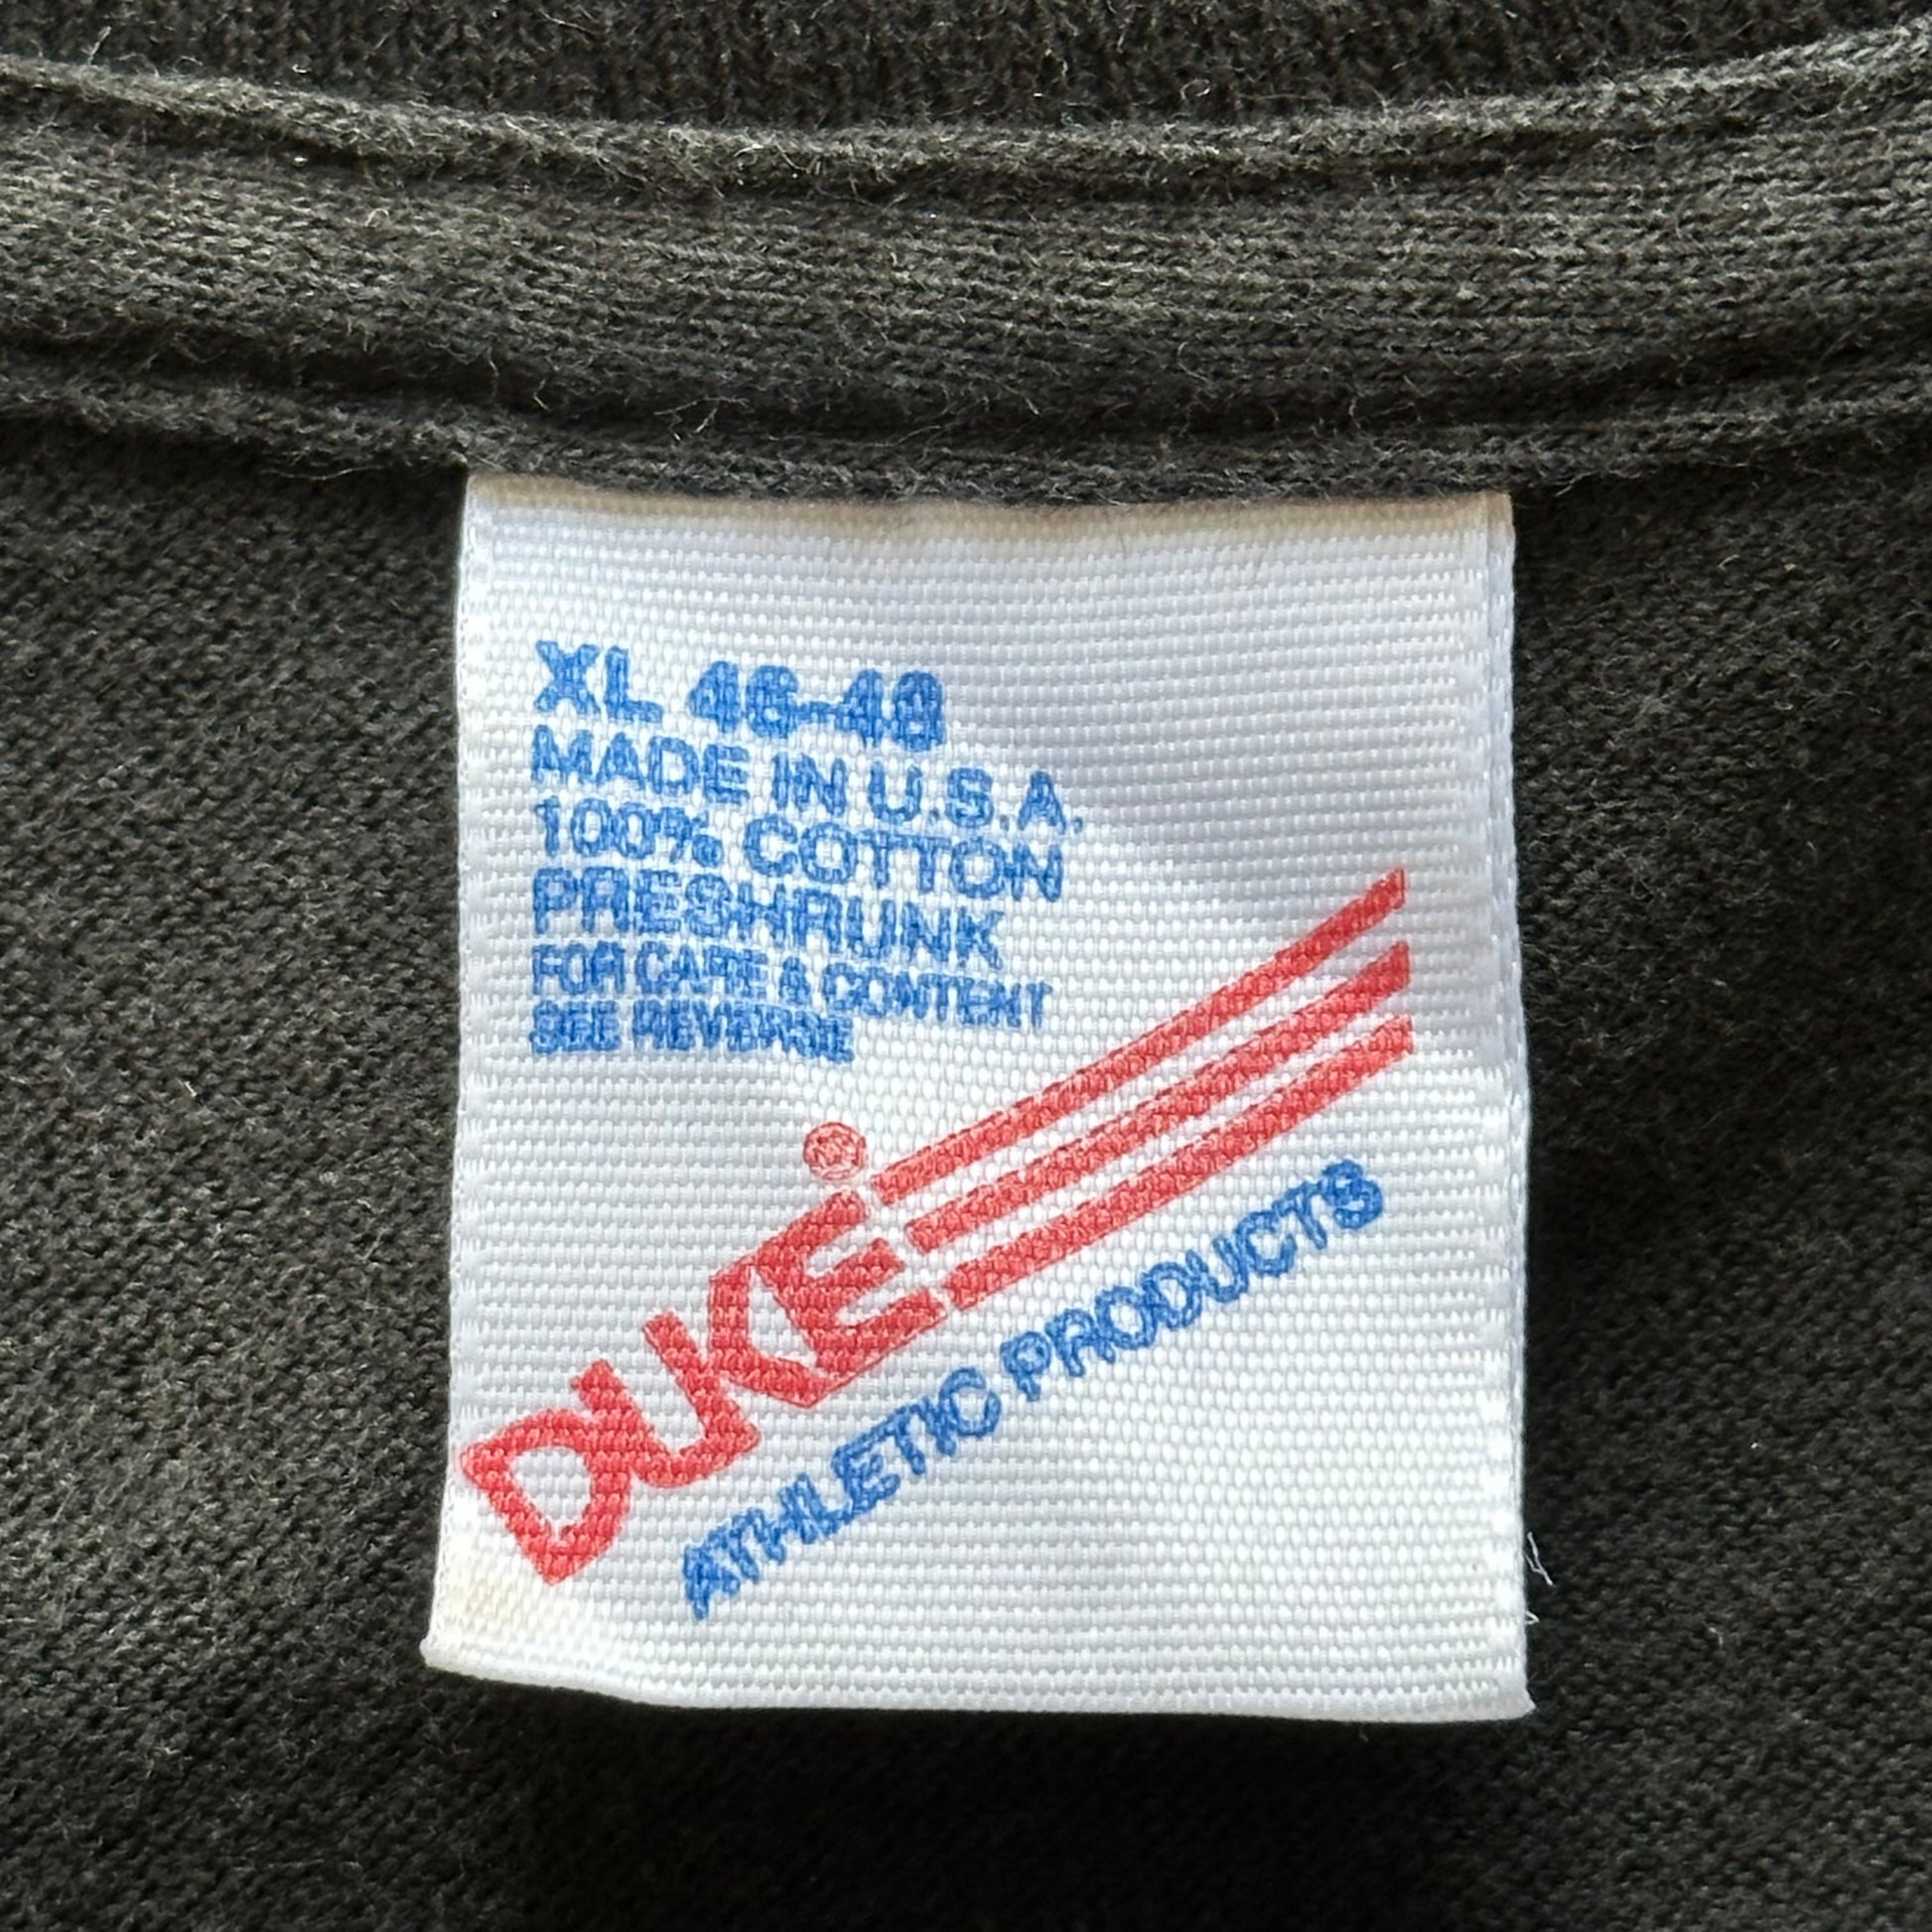 XL 46-48
MADE IN U.S.A.
100% COTTON
PRESHRUNK
FOR CARE & CONTENT
SEE REVERSE
®
DUKE
ATHLETIC PRODUCTS